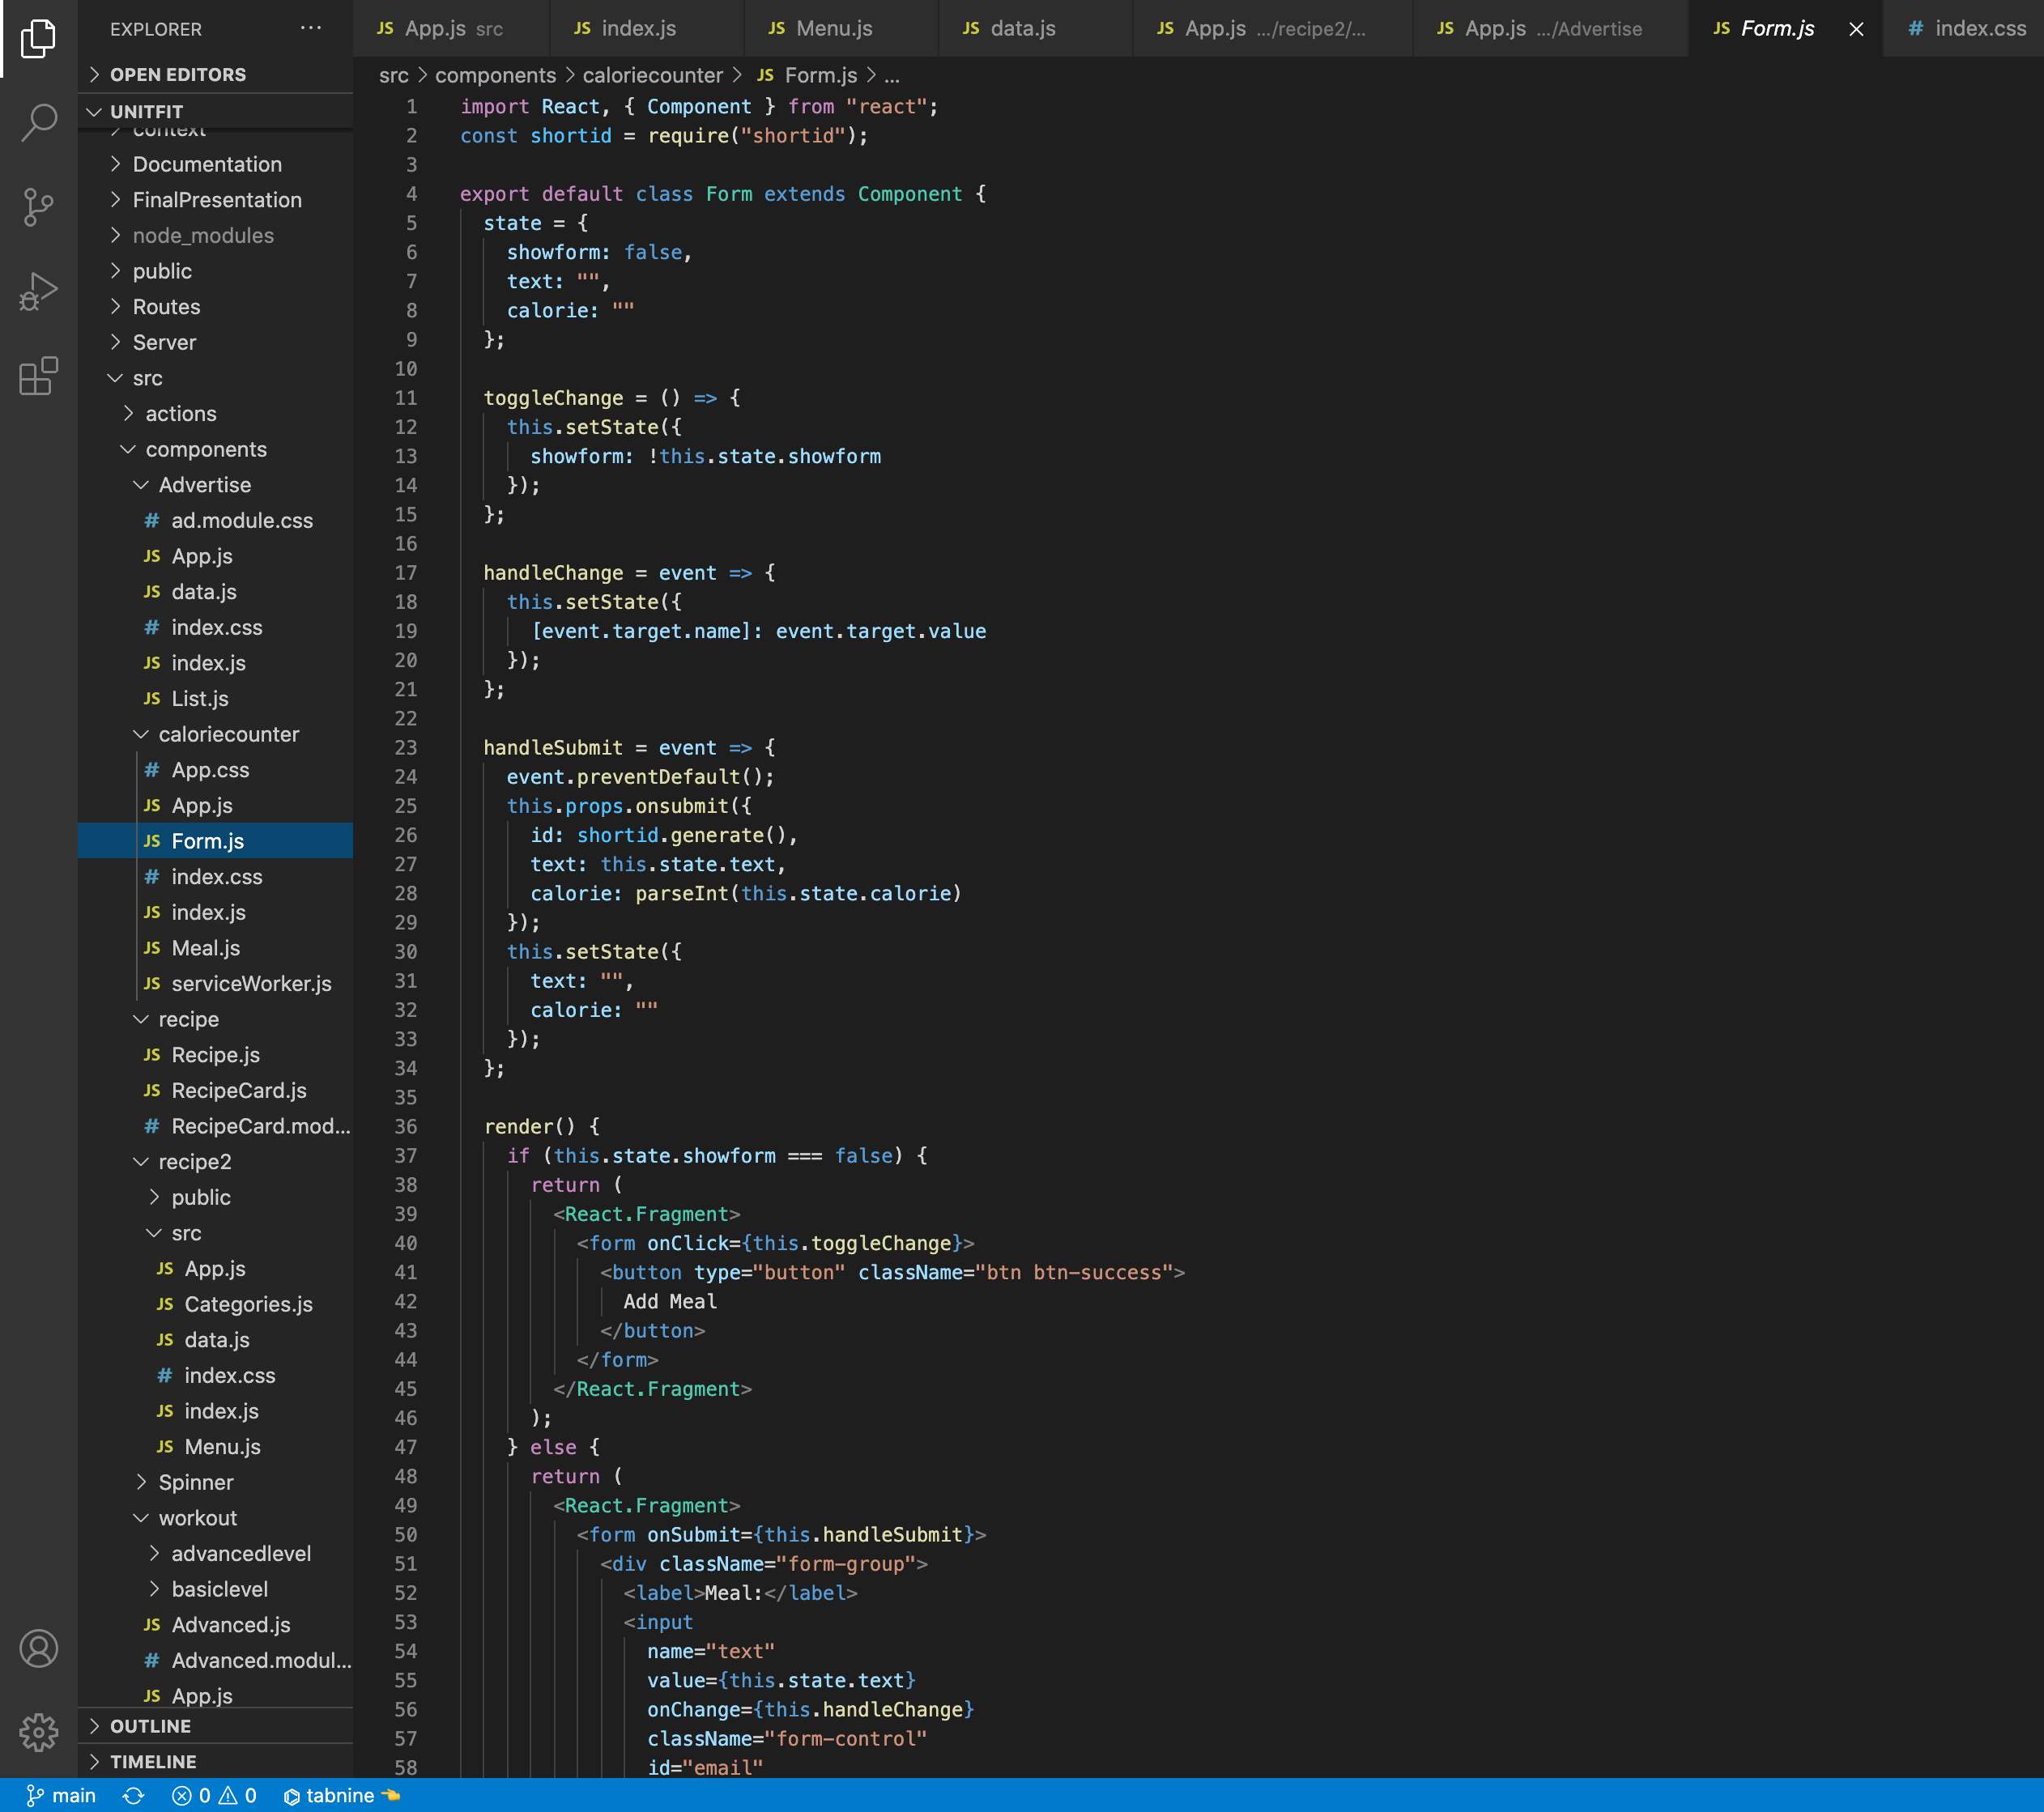 EXPLORER
OPEN EDITORS
UNITFIT
context
Documentation
FinalPresentation
node_modules
public
Routes
Server
src
actions
components
Advertise
# ad.module.css
JS App.js
JS data.js
# index.css
JS index.js
JS List.js
caloriecounter
# App.css
JS App.js
JS Form.js
# index.css
JS index.js
JS Meal.js
JS serviceWorker.js
recipe
JS Recipe.js
JS RecipeCard.js
# RecipeCard.mod...
recipe2
public
src
JS App.js
JS Categories.js
JS data.js
# index.css
JS index.js
JS Menu.js
Spinner
workout
advancedlevel
basiclevel
JS Advanced.js
# Advanced.modul...
JS App.js
OUTLINE
TIMELINE
JS App.js src JS index.js JS Menu.js JS data.js JS App.js .../recipe2/... JS App.js .../Advertise JS Form.js # index.css
src > components > caloriecounter > JS Form.js > ...
1 import React, { Component } from "react";
2 const shortid = require("shortid");
3
4 export default class Form extends Component {
5 state = {
6 showform: false,
7 text: "",
8 calorie: ""
9 };
10
11 toggleChange = () => {
12 this.setState({
13 showform: !this.state.showform
14 });
15 };
16
17 handleChange = event => {
18 this.setState({
19 [event.target.name]: event.target.value
20 });
21 };
22
23 handleSubmit = event => {
24 event.preventDefault();
25 this.props.onsubmit({
26 id: shortid.generate(),
27 text: this.state.text,
28 calorie: parseInt(this.state.calorie)
29 });
30 this.setState({
31 text: "",
32 calorie: ""
33 });
34 };
35
36 render() {
37 if (this.state.showform === false) {
38 return (
39 <React.Fragment>
40 <form onClick={this.toggleChange}>
41 <button type="button" className="btn btn-success">
42 Add Meal
43 </button>
44 </form>
45 </React.Fragment>
46 );
47 } else {
48 return (
49 <React.Fragment>
50 <form onSubmit={this.handleSubmit}>
51 <div className="form-group">
52 <label>Meal:</label>
53 <input
54 name="text"
55 value={this.state.text}
56 onChange={this.handleChange}
57 className="form-control"
58 id="email"
main 0 0 tabnine